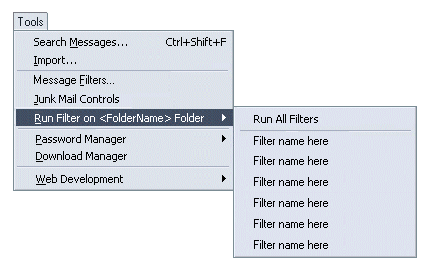 Tools
Search Messages... Ctrl+Shift+F
Import...
Message Filters...
Junk Mail Controls
Run Filter on <FolderName> Folder
Password Manager
Download Manager
Web Development
Run All Filters
Filter name here
Filter name here
Filter name here
Filter name here
Filter name here
Filter name here